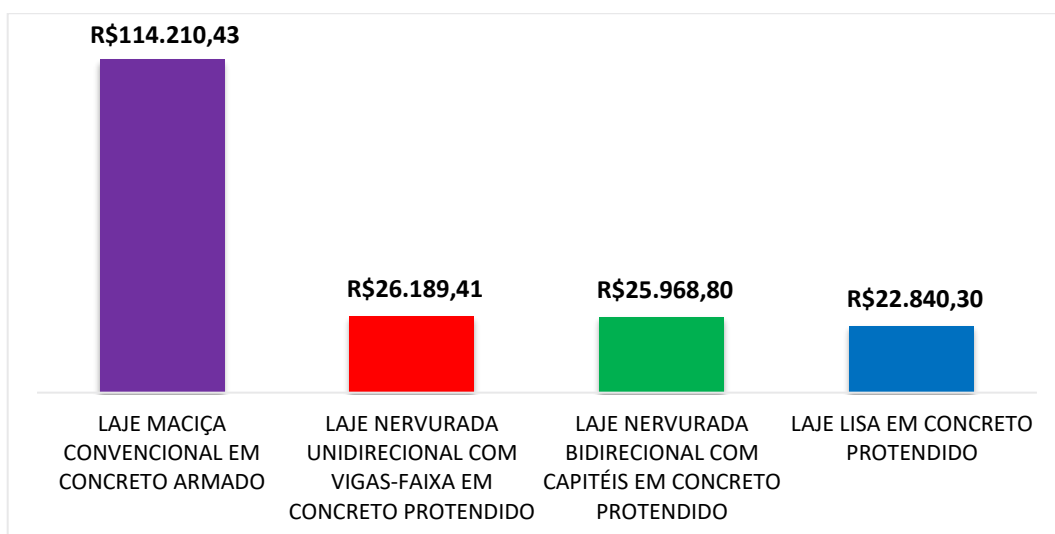 R$114.210,43
R$26.189,41
R$25.968,80
R$22.840,30
LAJE MACIÇA
CONVENCIONAL EM
CONCRETO ARMADO
LAJE NERVURADA
UNIDIRECIONAL COM
VIGAS-FAIXA EM
CONCRETO PROTENDIDO
LAJE NERVURADA
BIDIRECIONAL COM
CAPITÉIS EM CONCRETO
PROTENDIDO
LAJE LISA EM CONCRETO
PROTENDIDO